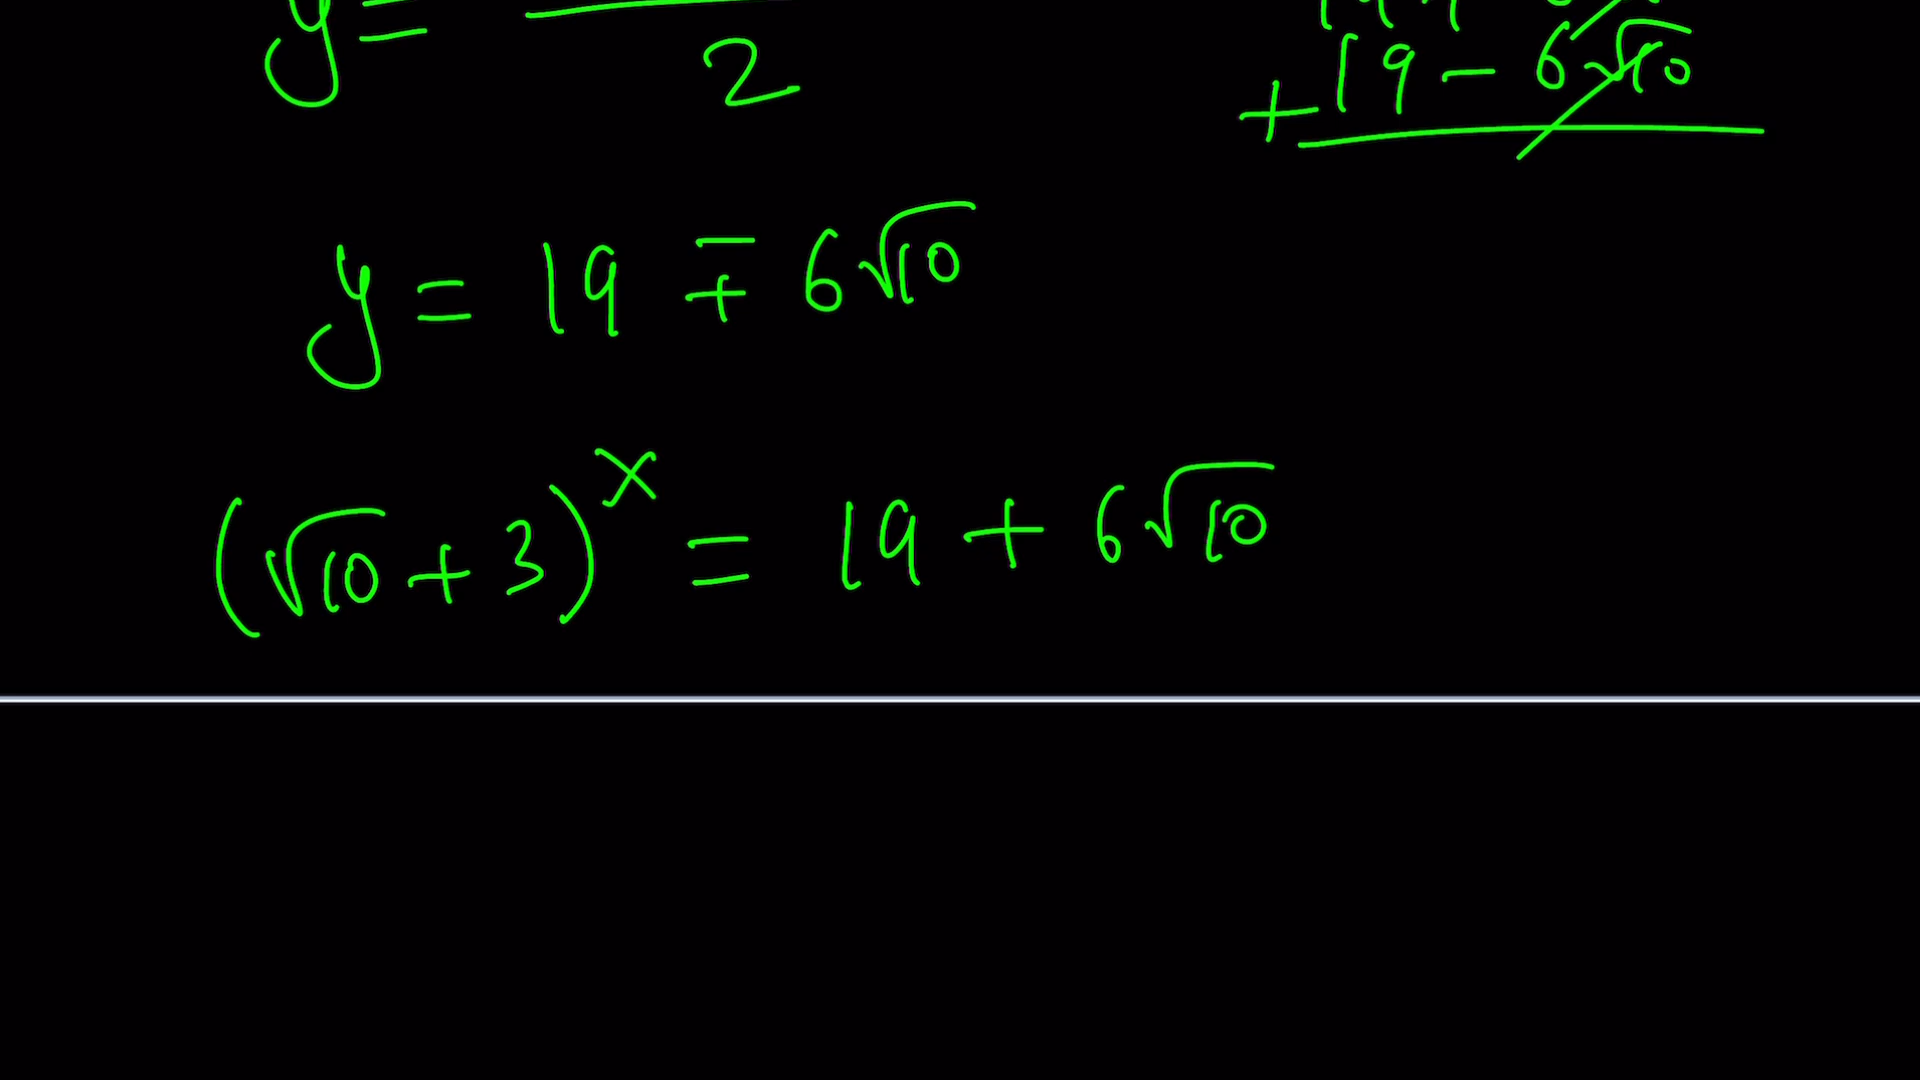 y =
2
19 - 6√10
+
y = 19 ∓ 6√10
(√10 + 3)^x = 19 + 6√10